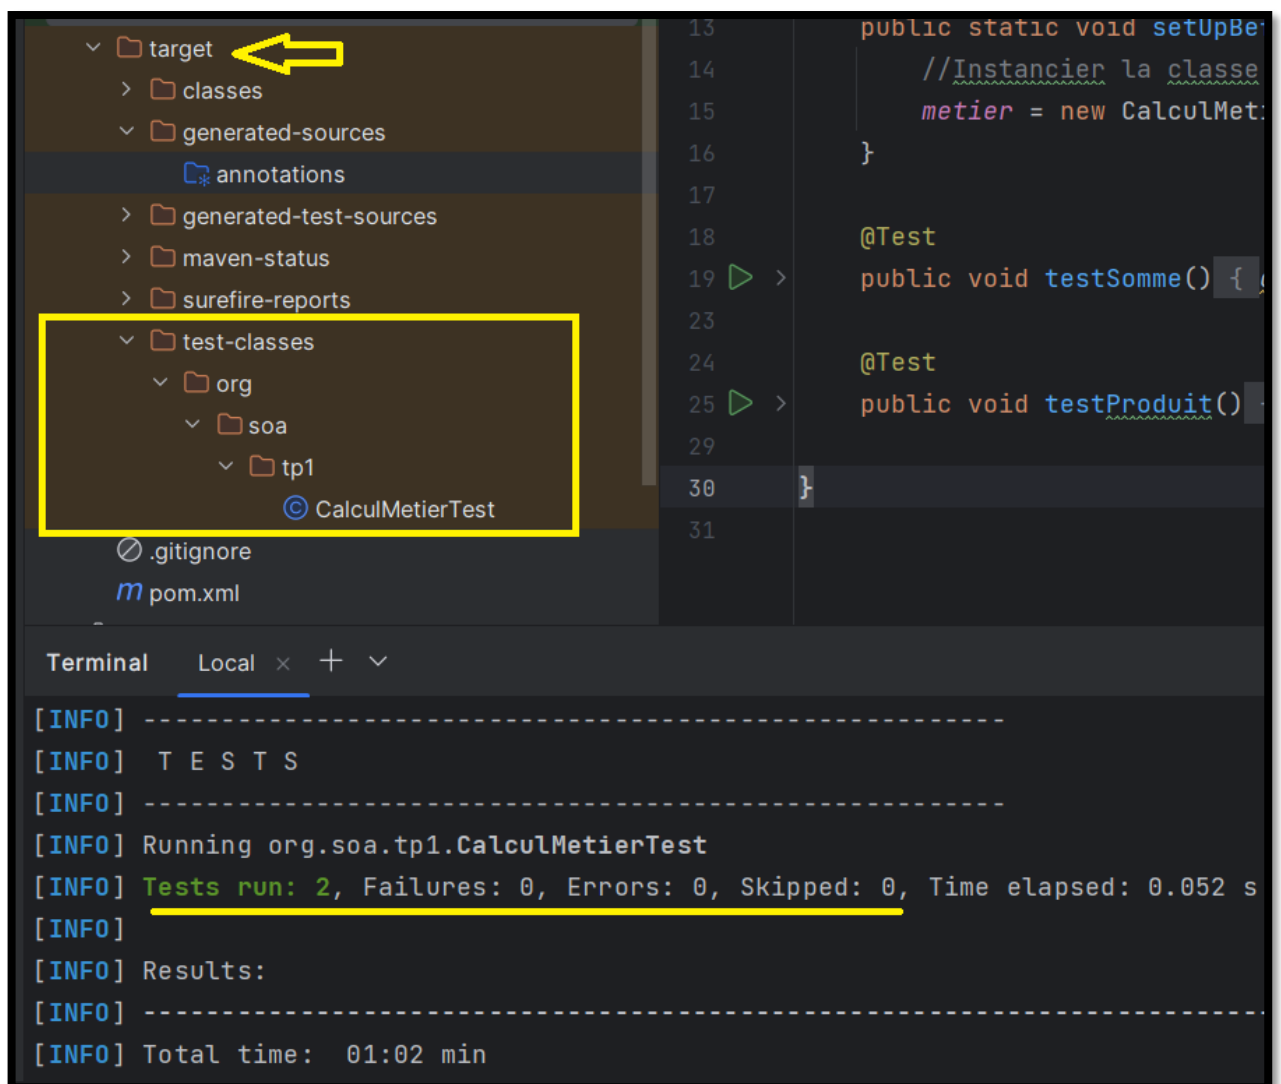 target
classes
generated-sources
annotations
generated-test-sources
maven-status
surefire-reports
test-classes
org
soa
tp1
CalculMetierTest
.gitignore
pom.xml
13 public static void setUpBe
14 //Instancier la classe
15 metier = new CalculMeti
16 }
17
18 @Test
19 public void testSomme() {
23
24 @Test
25 public void testProduit()
29
30 }
31
Terminal Local × + 
[INFO] -------------------------------------------------------
[INFO]  T E S T S
[INFO] -------------------------------------------------------
[INFO] Running org.soa.tp1.CalculMetierTest
[INFO] Tests run: 2, Failures: 0, Errors: 0, Skipped: 0, Time elapsed: 0.052 s
[INFO]
[INFO] Results:
[INFO] ------------------------------------------------------------------------
[INFO] Total time:  01:02 min